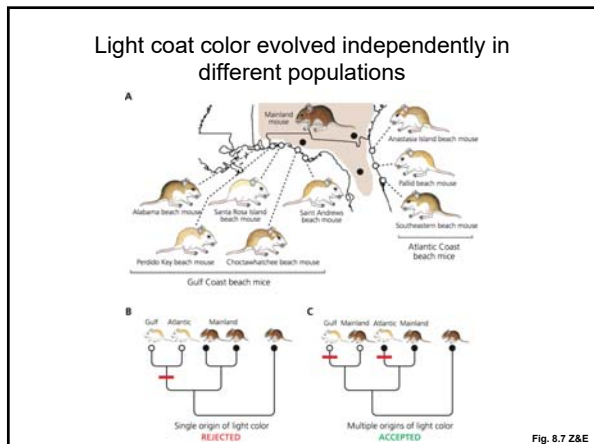 Light coat color evolved independently in
different populations
A
Mainland
mouse
Anastasia Island beach mouse
Pallid beach mouse
Southeastern beach mouse
Atlantic Coast
beach mice
Alabama beach mouse
Santa Rosa Island
beach mouse
Saint Andrews
beach mouse
Perdido Key beach mouse
Choctawhatchee beach mouse
Gulf Coast beach mice
B
Gulf Atlantic Mainland
Single origin of light color
REJECTED
C
Gulf Mainland Atlantic Mainland
Multiple origins of light color
ACCEPTED
Fig. 8.7 Z&E